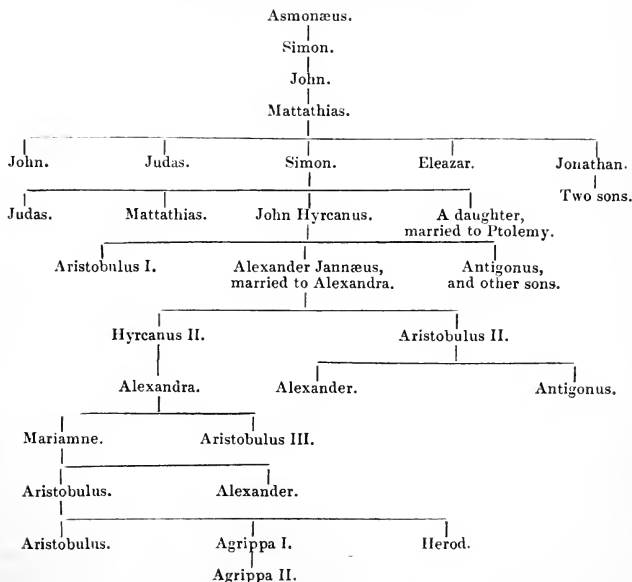 Asmonæus.
Simon.
John.
Mattathias.
John. Judas. Simon. Eleazar. Jonathan.
Two sons.
Judas. Mattathias. John Hyrcanus. A daughter,
married to Ptolemy.
Aristobulus I. Alexander Jannæus, Antigonus,
married to Alexandra. and other sons.
Hyrcanus II. Aristobulus II.
Alexandra. Alexander. Antigonus.
Mariamne. Aristobulus III.
Aristobulus. Alexander.
Aristobulus. Agrippa I. Herod.
Agrippa II.